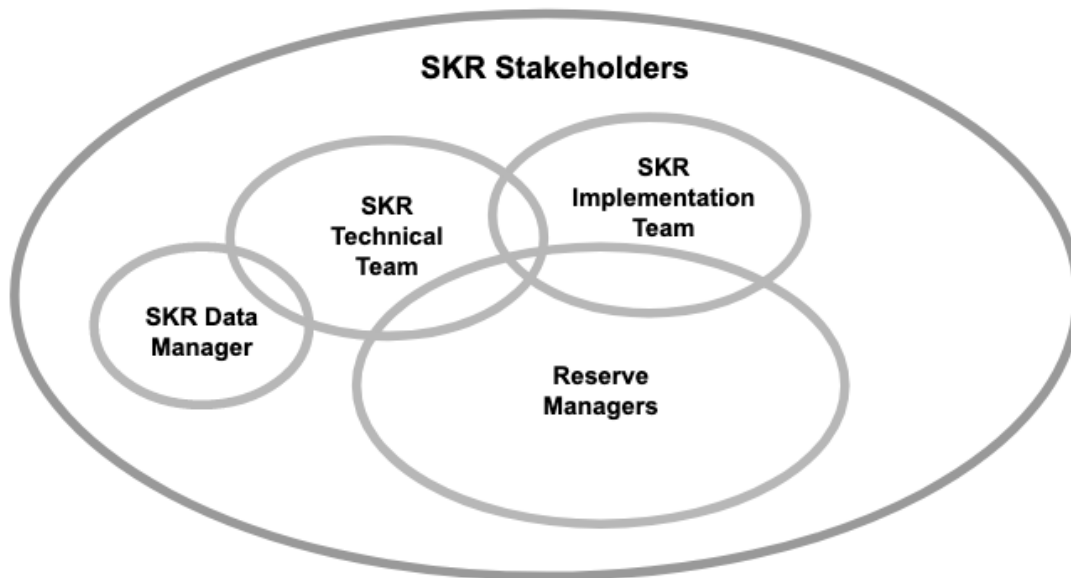 SKR Stakeholders
SKR
Implementation
Team
SKR
Technical
Team
SKR Data
Manager
Reserve
Managers